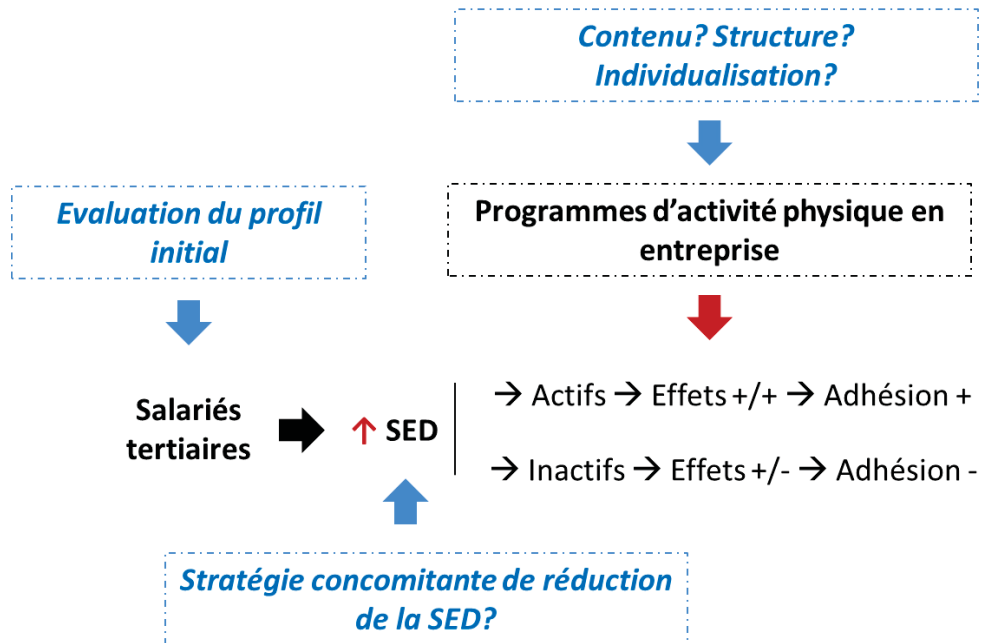 Contenu? Structure?
Individualisation?
Evaluation du profil
initial
Programmes d'activité physique en
entreprise
Salariés
tertiaires
↑ SED
→ Actifs → Effets +/+ → Adhésion +
→ Inactifs → Effets +/- → Adhésion -
Stratégie concomitante de réduction
de la SED?